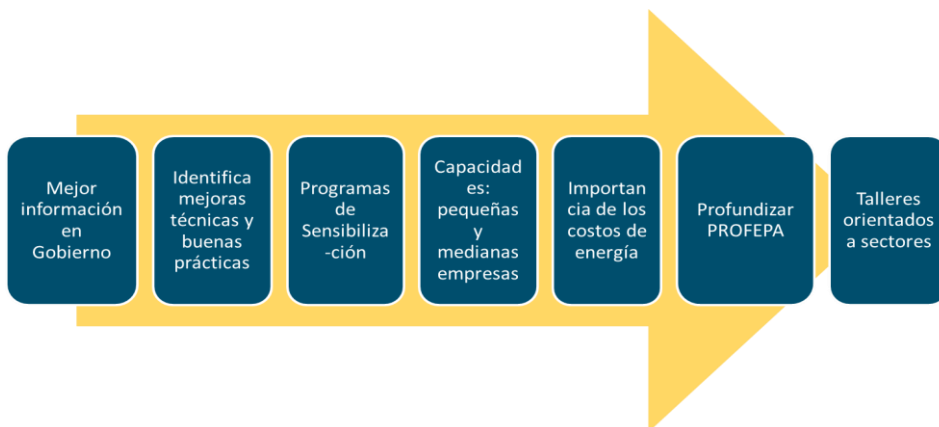 Mejor
información
en
Gobierno
Identifica
mejoras
técnicas y
buenas
prácticas
Programas
de
Sensibiliza
-ción
Capacidad
es:
pequeñas
y
medianas
empresas
Importan
cia de los
costos de
energía
Profundizar
PROFEPA
Talleres
orientados
a sectores